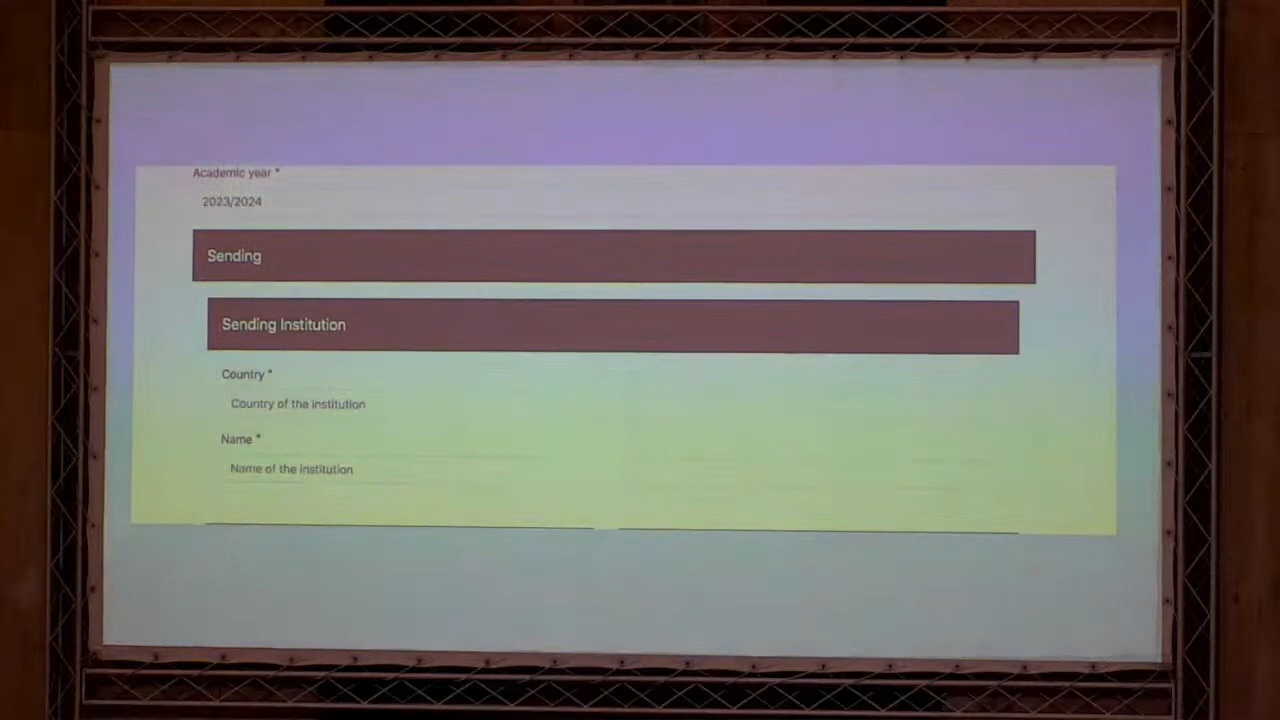 Academic year *
2023/2024
Sending
Sending Institution
Country *
Country of the institution
Name *
Name of the institution